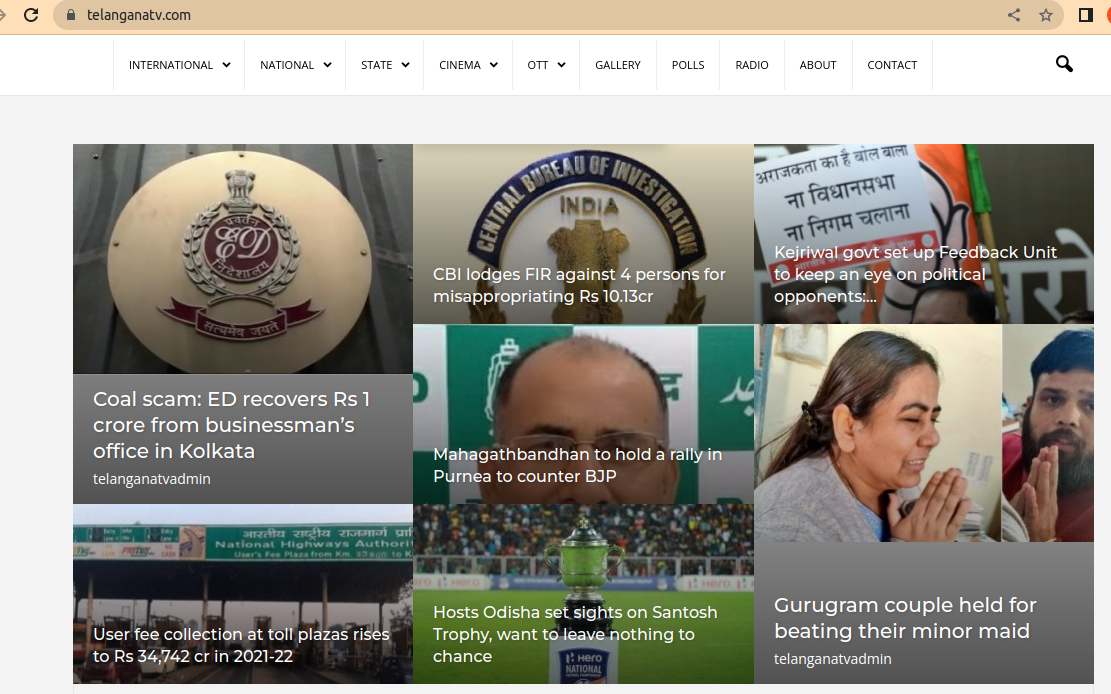 telanganatv.com
INTERNATIONAL
NATIONAL
STATE
CINEMA
OTT
GALLERY
POLLS
RADIO
ABOUT
CONTACT
प्रवर्तन
ED
निदेशालय
सत्यमेव जयते
Coal scam: ED recovers Rs 1
crore from businessman's
office in Kolkata
telanganatvadmin
CENTRAL BUREAU OF INVESTIGATION
INDIA
CBI lodges FIR against 4 persons for
misappropriating Rs 10.13cr
अराजकता का है बोल बाला
ना विधानसभा
ना निगम चलाना
Kejriwal govt set up Feedback Unit
to keep an eye on political
opponents:...
Mahagathbandhan to hold a rally in
Purnea to counter BJP
भारतीय राष्ट्रीय राजमार्ग प्रा
National Highways Authori
User's Fee Plaza from Km.
User fee collection at toll plazas rises
to Rs 34,742 cr in 2021-22
Hero
Hero
Hero
NATIONAL
Hosts Odisha set sights on Santosh
Trophy, want to leave nothing to
chance
Gurugram couple held for
beating their minor maid
telanganatvadmin